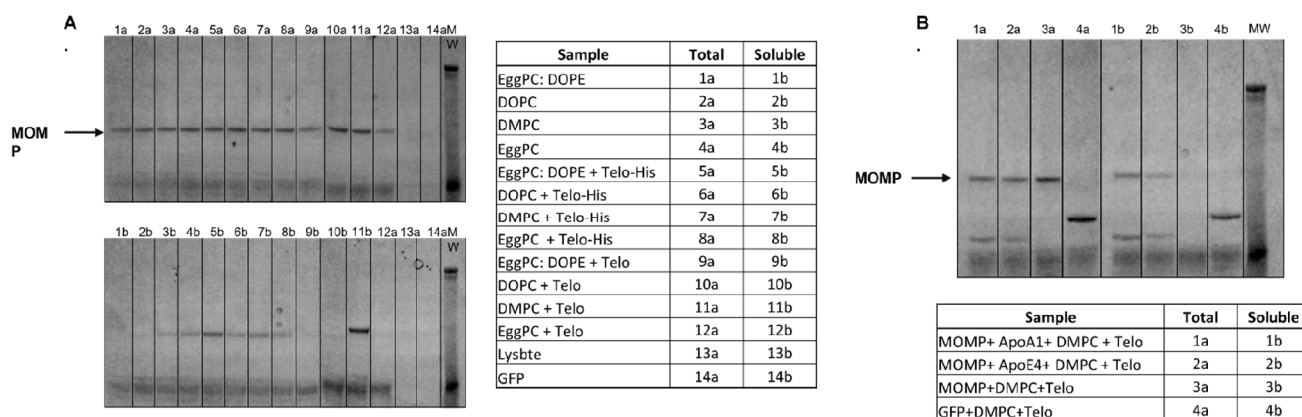 A
.
1a 2a 3a 4a 5a 6a 7a 8a 9a 10a 11a 12a 13a 14a M
W
MOM
P
1b 2b 3b 4b 5b 6b 7b 8b 9b 10b 11b 12a 13a 14a M
W
Sample Total Soluble
EggPC: DOPE 1a 1b
DOPC 2a 2b
DMPC 3a 3b
EggPC 4a 4b
EggPC: DOPE + Telo-His 5a 5b
DOPC + Telo-His 6a 6b
DMPC + Telo-His 7a 7b
EggPC + Telo-His 8a 8b
EggPC: DOPE + Telo 9a 9b
DOPC + Telo 10a 10b
DMPC + Telo 11a 11b
EggPC + Telo 12a 12b
Lysbte 13a 13b
GFP 14a 14b
B
.
1a 2a 3a 4a 1b 2b 3b 4b MW
MOMP
Sample Total Soluble
MOMP+ ApoA1+ DMPC + Telo 1a 1b
MOMP+ ApoE4+ DMPC + Telo 2a 2b
MOMP+DMPC+Telo 3a 3b
GFP+DMPC+Telo 4a 4b